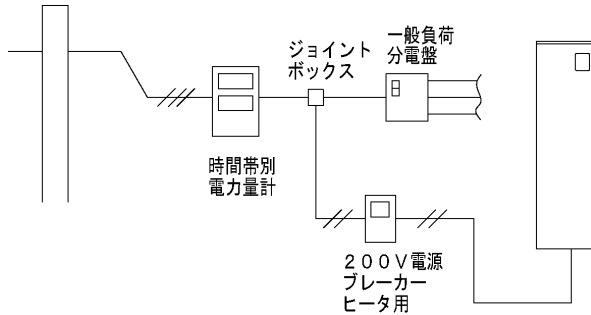 ジョイント
ボックス
一般負荷
分電盤
時間帯別
電力量計
２００Ｖ電源
ブレーカー
ヒータ用